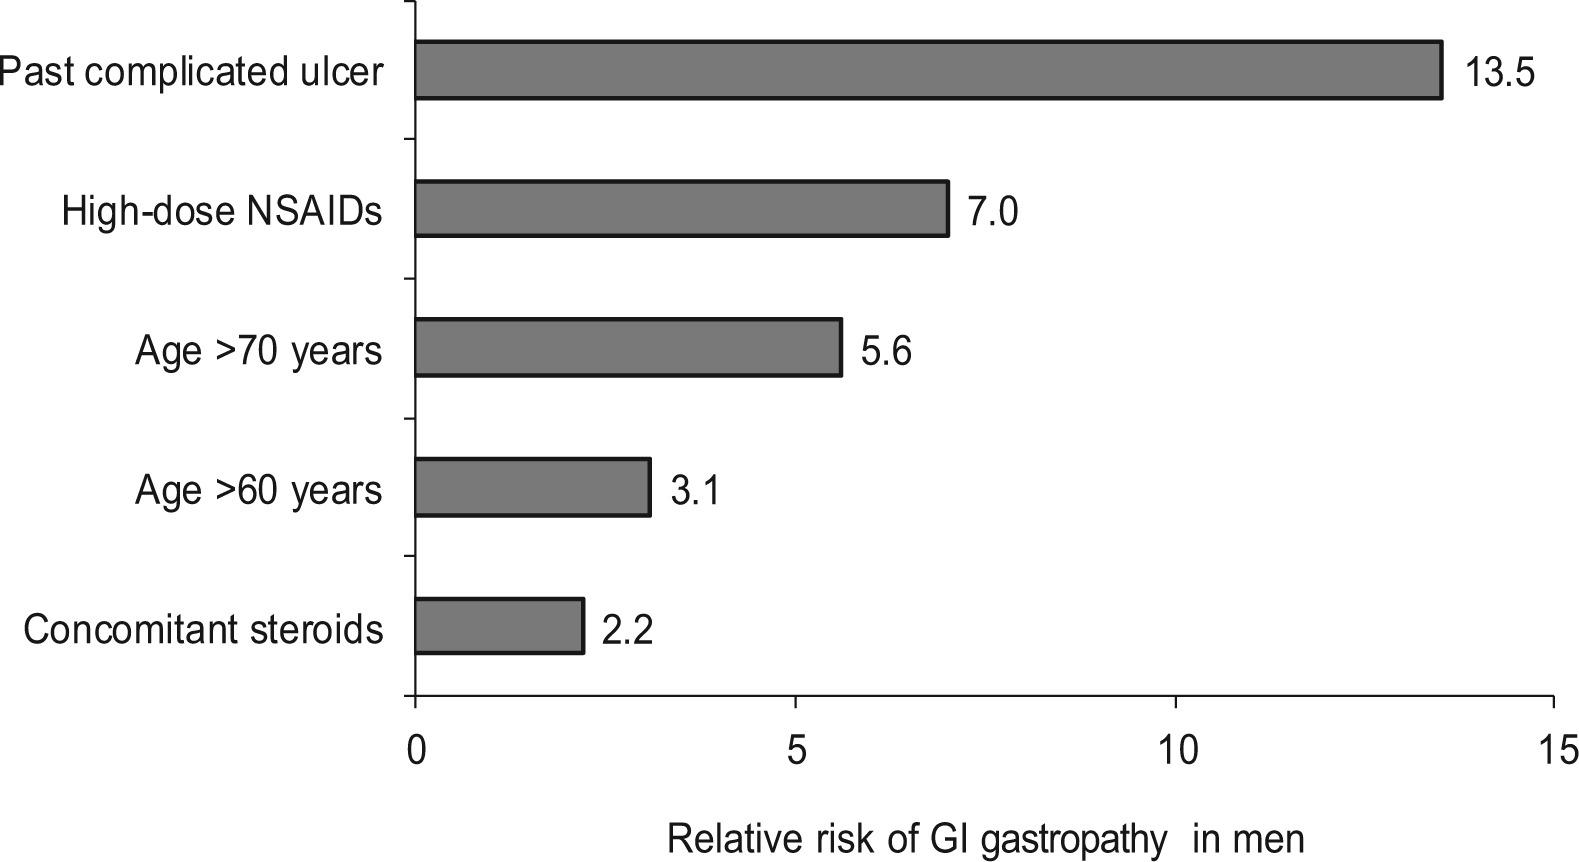 Past complicated ulcer 13.5
High-dose NSAIDs 7.0
Age >70 years 5.6
Age >60 years 3.1
Concomitant steroids 2.2
0 5 10 15
Relative risk of GI gastropathy in men